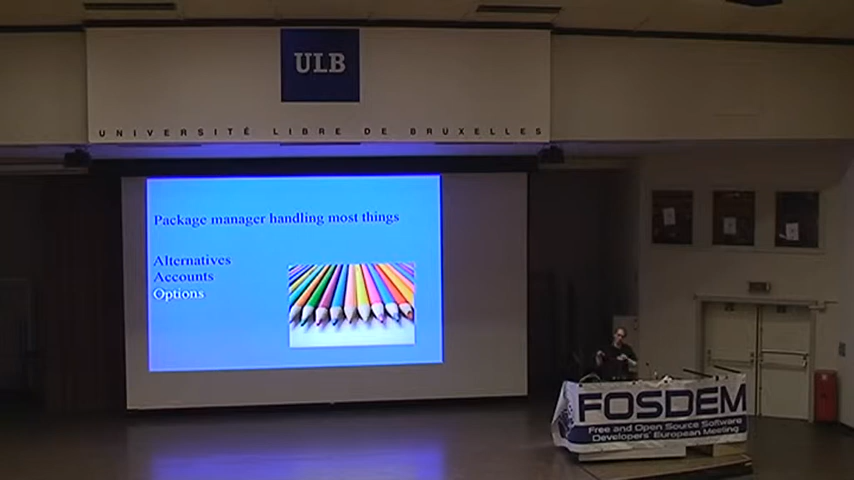 ULB
UNIVERSITÉ LIBRE DE BRUXELLES
Package manager handling most things
Alternatives
Accounts
Options
FOSDEM
Free and Open Source Software
Developers' European Meeting